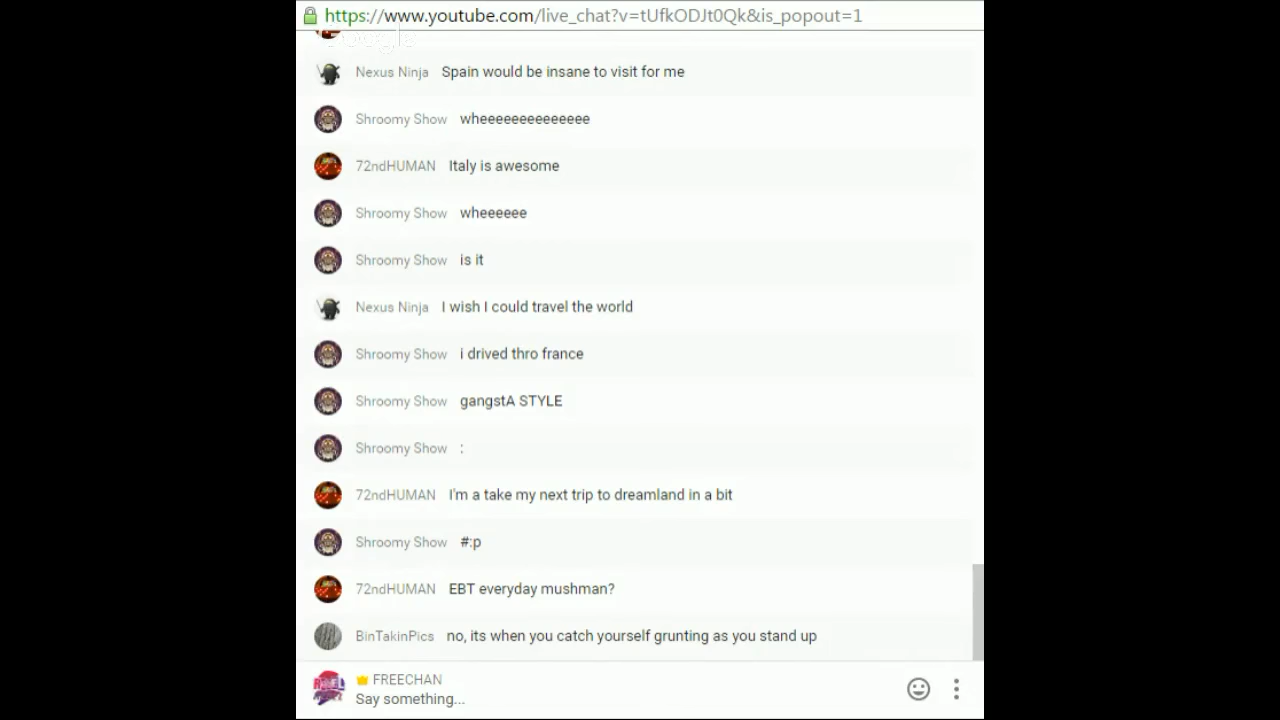 https://www.youtube.com/live_chat?v=tUfkODJt0Qk&is_popout=1
Google
Nexus Ninja Spain would be insane to visit for me
Shroomy Show wheeeeeeeeeeeeee
72ndHUMAN Italy is awesome
Shroomy Show wheeeeee
Shroomy Show is it
Nexus Ninja I wish I could travel the world
Shroomy Show i drived thro france
Shroomy Show gangstA STYLE
Shroomy Show :
72ndHUMAN I'm a take my next trip to dreamland in a bit
Shroomy Show #:p
72ndHUMAN EBT everyday mushman?
BinTakinPics no, its when you catch yourself grunting as you stand up
FREECHAN
Say something...